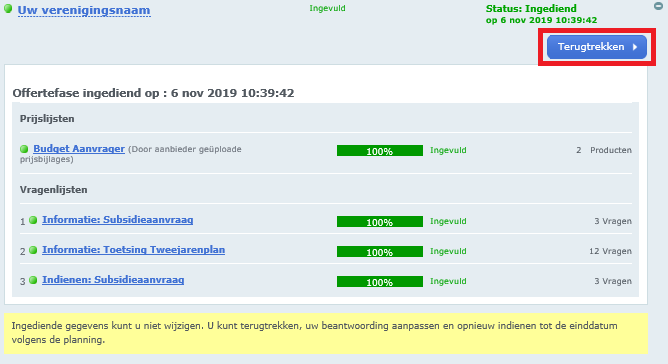 Uw verenigingsnaam Ingevuld Status: Ingediend
op 6 nov 2019 10:39:42
Terugtrekken
Offertefase ingediend op : 6 nov 2019 10:39:42
Prijslijsten
Budget Aanvrager (Door aanbieder geüploade 100% Ingevuld 2 Producten
prijsbijlages)
Vragenlijsten
1 Informatie: Subsidieaanvraag 100% Ingevuld 3 Vragen
2 Informatie: Toetsing Tweejarenplan 100% Ingevuld 12 Vragen
3 Indienen: Subsidieaanvraag 100% Ingevuld 3 Vragen
Ingediende gegevens kunt u niet wijzigen. U kunt terugtrekken, uw beantwoording aanpassen en opnieuw indienen tot de einddatum
volgens de planning.